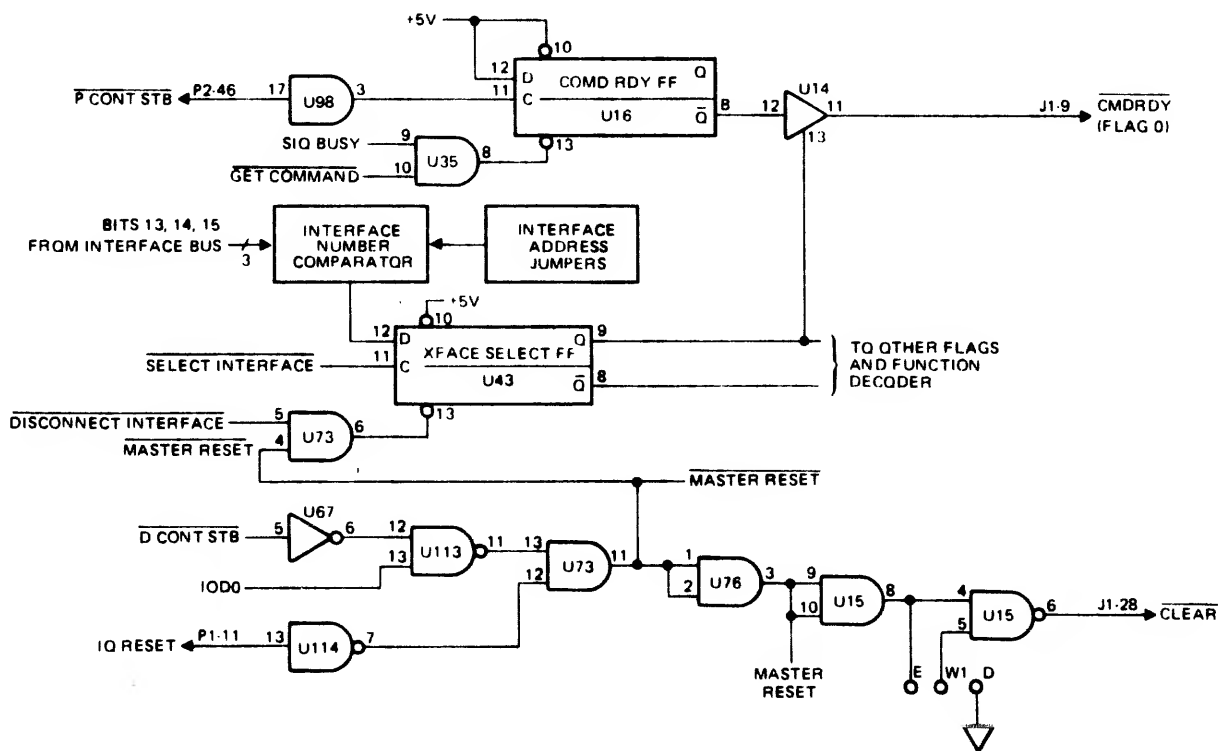 +5V
10
12
D
COMD RDY FF
Q
U14
P CONT STB
P2-46
17
U98
3
11
C
U16
Q
8
12
11
J1-9
CMDRDY
(FLAG 0)
13
13
SIO BUSY
9
U35
8
GET COMMAND
10
BITS 13, 14, 15
FROM INTERFACE BUS
3
INTERFACE
NUMBER
COMPARATOR
INTERFACE
ADDRESS
JUMPERS
+5V
10
12
D
XFACE SELECT FF
Q
9
SELECT INTERFACE
11
C
U43
Q
8
TO OTHER FLAGS
AND FUNCTION
DECODER
13
DISCONNECT INTERFACE
5
U73
6
MASTER RESET
4
MASTER RESET
U67
D CONT STB
5
6
12
U113
11
13
IOD0
13
U73
11
12
1
U76
3
2
9
U15
8
10
4
U15
6
5
J1-28
CLEAR
IO RESET
P1-11
13
U114
7
MASTER
RESET
E
W1
D